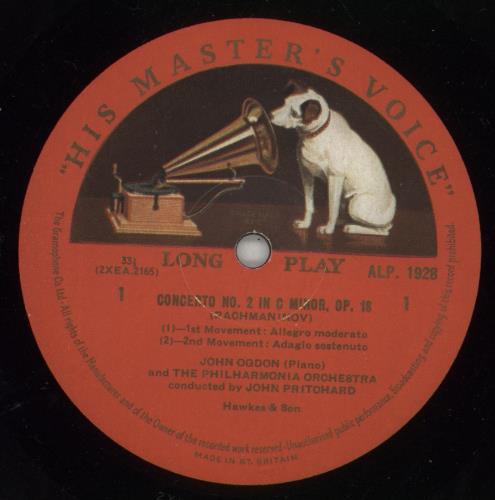 "HIS MASTER'S VOICE"
33⅓
(2XEA.2165)
LONG PLAY
ALP. 1928
1
1
CONCERTO NO. 2 IN C MINOR, OP. 18
(RACHMANINOV)
(1)—1st Movement: Allegro moderato
(2)—2nd Movement: Adagio sostenuto
JOHN OGDON (Piano)
and THE PHILHARMONIA ORCHESTRA
conducted by JOHN PRITCHARD
Hawkes & Son
The Gramophone Co Ltd - All rights of the Manufacturer and of the Owner of the recorded work reserved - Unauthorised public performance, broadcasting and copying of this record prohibited.
MADE IN GT. BRITAIN